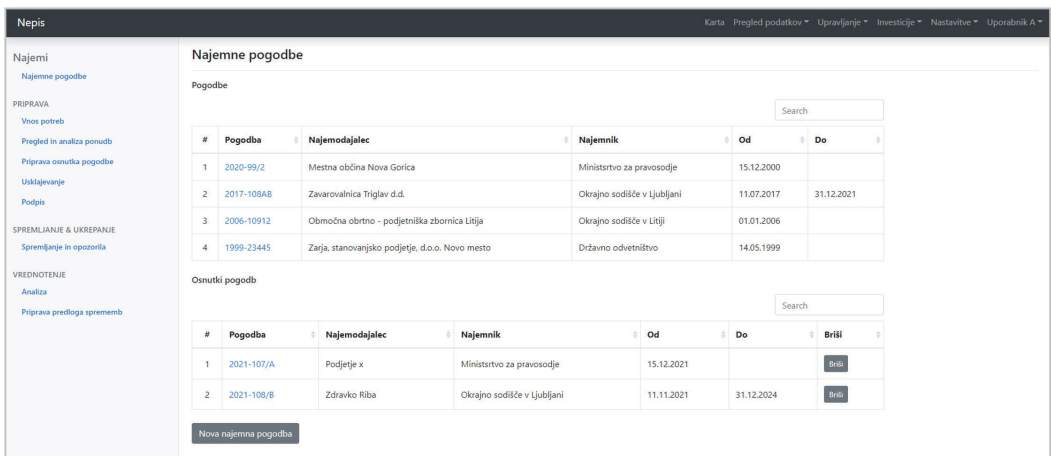 Nepis
Karta Pregled podatkov Upravljanje Investicije Nastavitve Uporabnik A
Najemi
Najemne pogodbe
PRIPRAVA
Vnos potreb
Pregled in analiza ponudb
Priprava osnutka pogodbe
Usklajevanje
Podpis
SPREMLJANJE & UKREPANJE
Spremljanje in opozorila
VREDNOTENJE
Analiza
Priprava predloga sprememb
Najemne pogodbe
Pogodbe
Search
# Pogodba Najemodajalec Najemnik Od Do
1 2020-99/2 Mestna občina Nova Gorica Ministsrtvo za pravosodje 15.12.2000
2 2017-108AB Zavarovalnica Triglav d.d. Okrajno sodišče v Ljubljani 11.07.2017 31.12.2021
3 2006-10912 Območna obrtno - podjetniška zbornica Litija Okrajno sodišče v Litiji 01.01.2006
4 1999-23445 Zarja, stanovanjsko podjetje, d.o.o. Novo mesto Državno odvetništvo 14.05.1999
Osnutki pogodb
Search
# Pogodba Najemodajalec Najemnik Od Do Briši
1 2021-107/A Podjetje x Ministsrtvo za pravosodje 15.12.2021 Briši
2 2021-108/B Zdravko Riba Okrajno sodišče v Ljubljani 11.11.2021 31.12.2024 Briši
Nova najemna pogodba